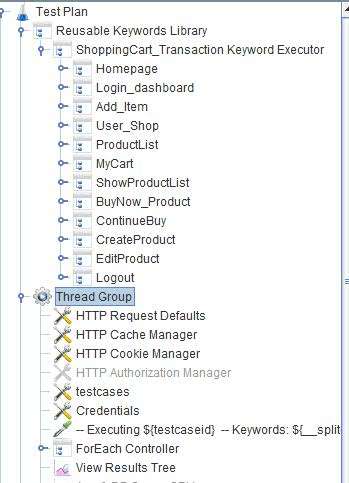 Test Plan
Reusable Keywords Library
ShoppingCart_Transaction Keyword Executor
Homepage
Login_dashboard
Add_Item
User_Shop
ProductList
MyCart
ShowProductList
BuyNow_Product
ContinueBuy
CreateProduct
EditProduct
Logout
Thread Group
HTTP Request Defaults
HTTP Cache Manager
HTTP Cookie Manager
HTTP Authorization Manager
testcases
Credentials
-- Executing ${testcaseid} -- Keywords: ${__split
ForEach Controller
View Results Tree